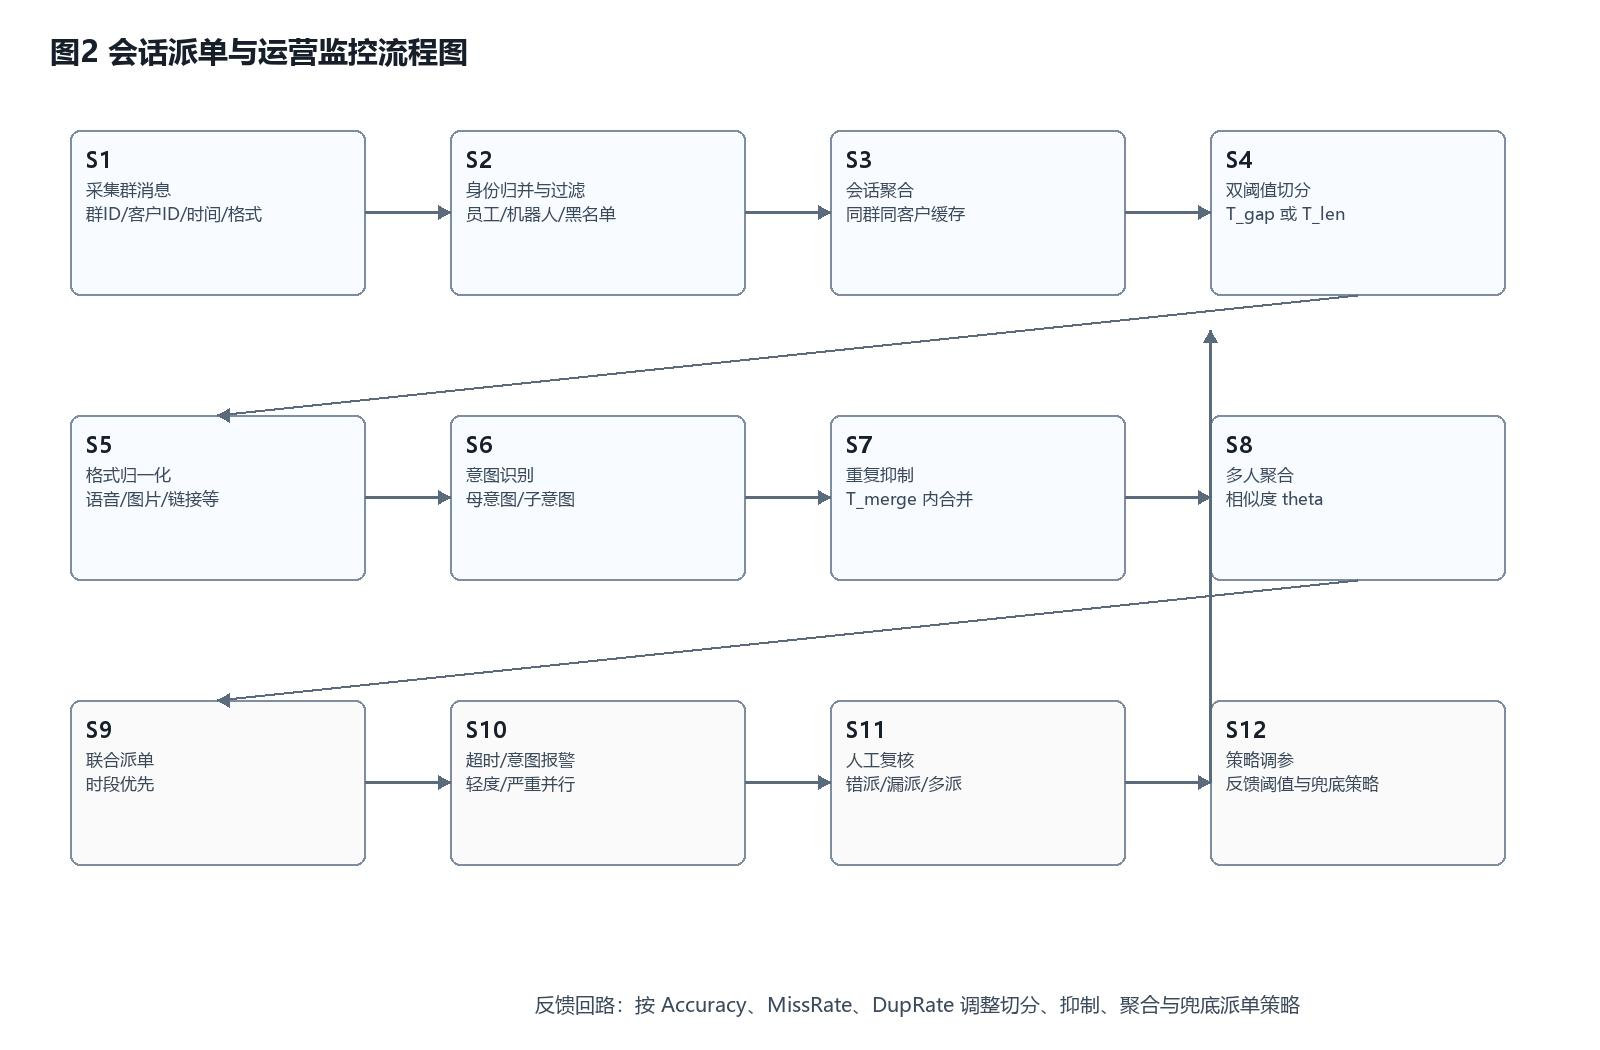 图2 会话派单与运营监控流程图
S1
采集群消息
群ID/客户ID/时间/格式
S2
身份归并与过滤
员工/机器人/黑名单
S3
会话聚合
同群同客户缓存
S4
双阈值切分
T_gap 或 T_len
S5
格式归一化
语音/图片/链接等
S6
意图识别
母意图/子意图
S7
重复抑制
T_merge 内合并
S8
多人聚合
相似度 theta
S9
联合派单
时段优先
S10
超时/意图报警
轻度/严重并行
S11
人工复核
错派/漏派/多派
S12
策略调参
反馈阈值与兜底策略
反馈回路：按 Accuracy、MissRate、DupRate 调整切分、抑制、聚合与兜底派单策略